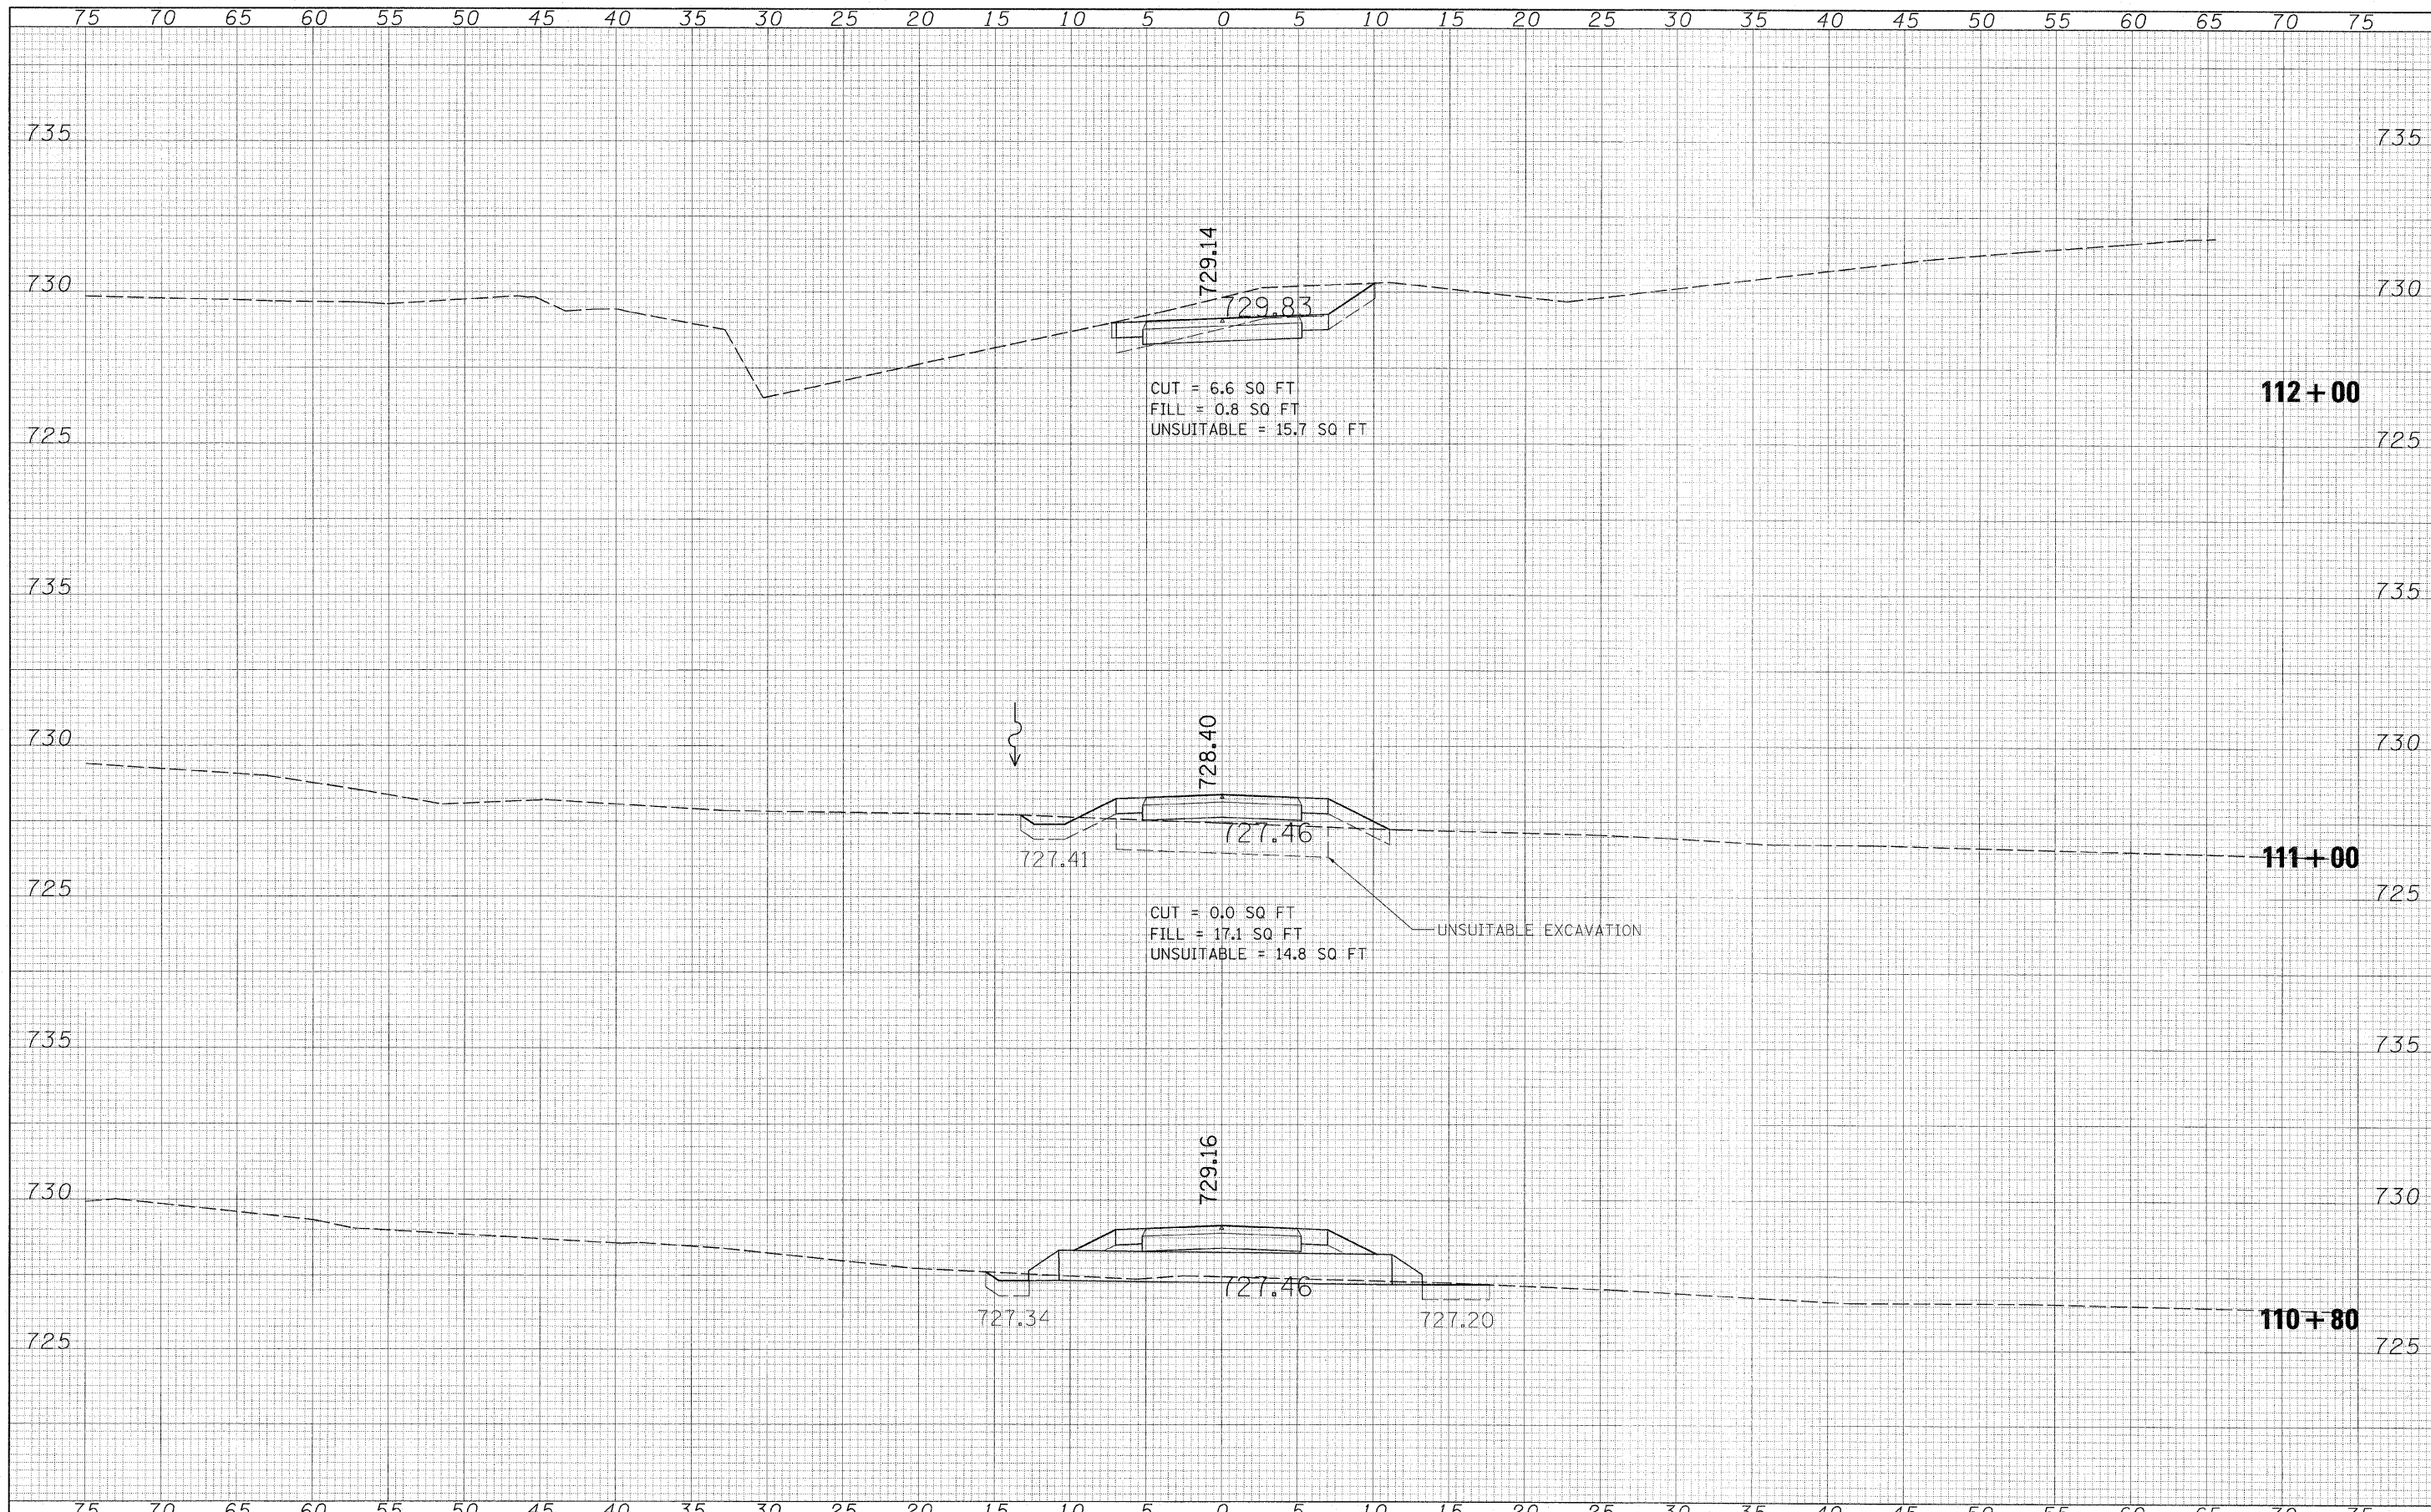 75 70 65 60 55 50 45 40 35 30 25 20 15 10 5 0 5 10 15 20 25 30 35 40 45 50 55 60 65 70 75
735 735
729.14
730 729.83 730
CUT = 6.6 SQ FT
FILL = 0.8 SQ FT
UNSUITABLE = 15.7 SQ FT
112+00
725 725
735 735
728.40
730 730
727.46
727.41
111+00
725 725
CUT = 0.0 SQ FT
FILL = 17.1 SQ FT
UNSUITABLE = 14.8 SQ FT
UNSUITABLE EXCAVATION
735 735
729.16
730 730
727.46
727.34 727.20
110+80
725 725
75 70 65 60 55 50 45 40 35 30 25 20 15 10 5 0 5 10 15 20 25 30 35 40 45 50 55 60 65 70 75